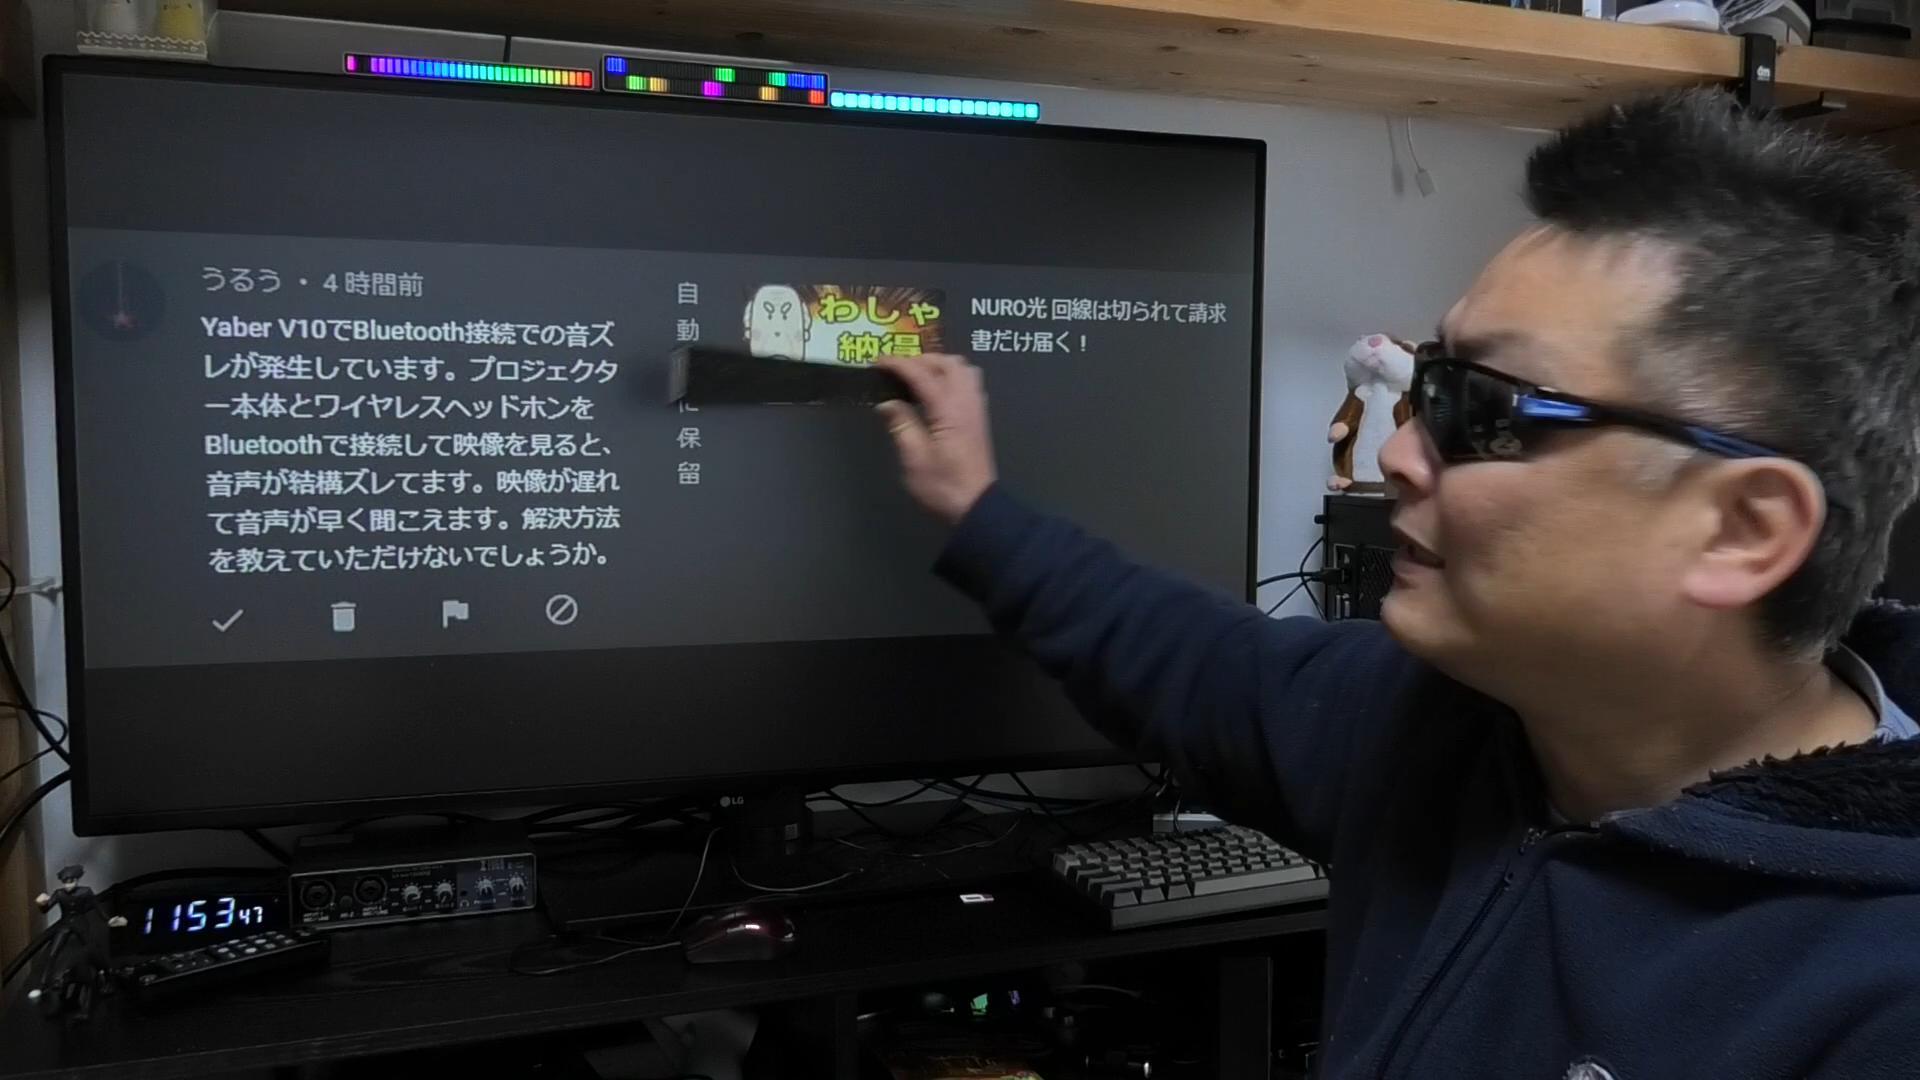 うるう ・ 4 時間前
Yaber V10でBluetooth接続での音ズ
レが発生しています。プロジェクタ
ー本体とワイヤレスヘッドホンを
Bluetoothで接続して映像を見ると、
音声が結構ズレてます。映像が遅れ
て音声が早く聞こえます。解決方法
を教えていただけないでしょうか。
自
動
に
保
留
わしゃ
納得
NURO光 回線は切られて請求
書だけ届く！
LG
1153 47